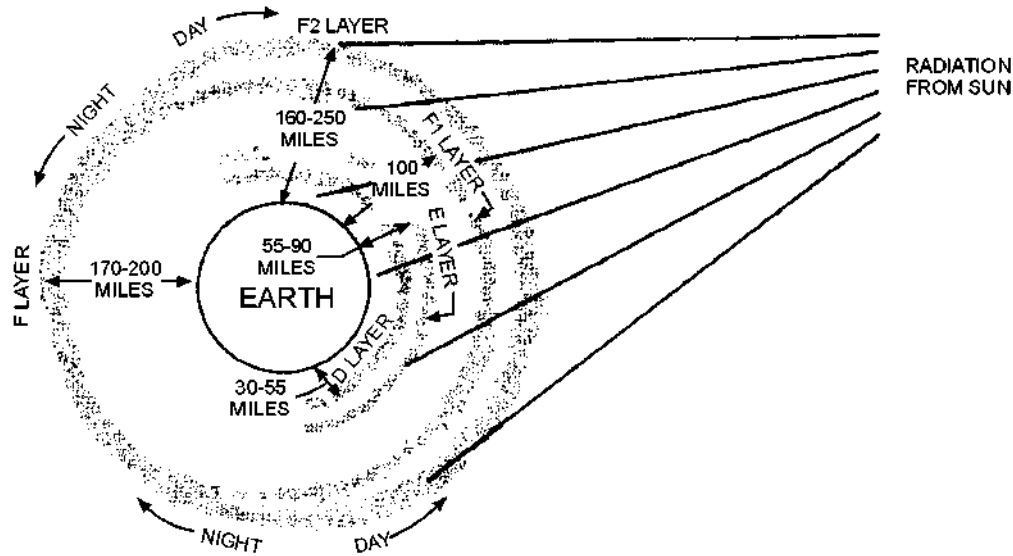 DAY
F2 LAYER
RADIATION
FROM SUN
NIGHT
160-250
MILES
F1 LAYER
100
MILES
E LAYER
55-90
MILES
F LAYER
170-200
MILES
EARTH
D LAYER
30-55
MILES
NIGHT
DAY